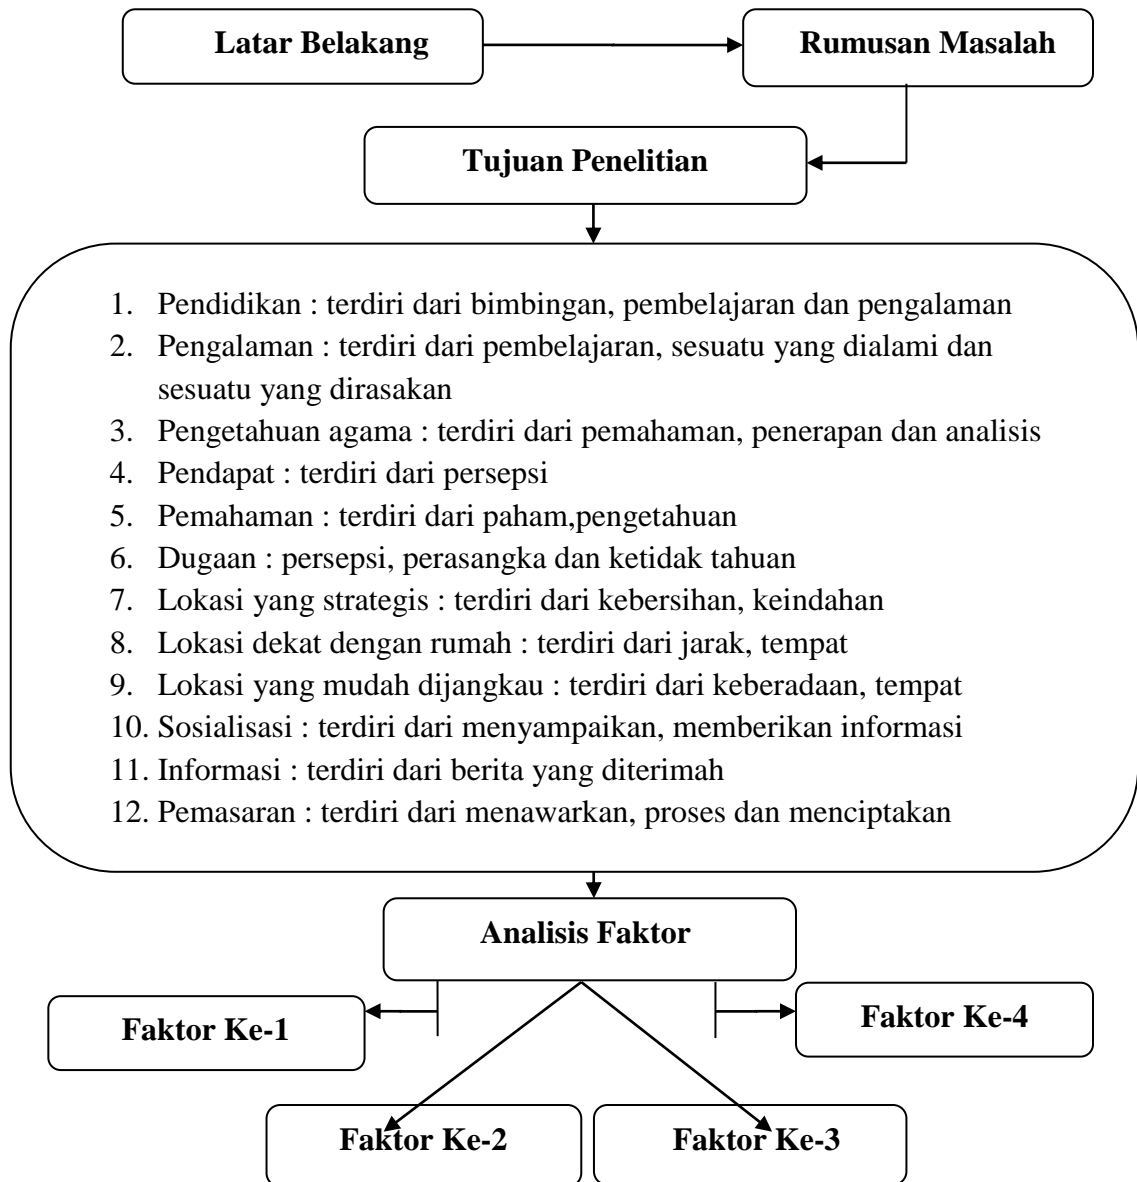 Latar Belakang
Rumusan Masalah
Tujuan Penelitian
1. Pendidikan : terdiri dari bimbingan, pembelajaran dan pengalaman
2. Pengalaman : terdiri dari pembelajaran, sesuatu yang dialami dan
sesuatu yang dirasakan
3. Pengetahuan agama : terdiri dari pemahaman, penerapan dan analisis
4. Pendapat : terdiri dari persepsi
5. Pemahaman : terdiri dari paham,pengetahuan
6. Dugaan : persepsi, perasangka dan ketidak tahuan
7. Lokasi yang strategis : terdiri dari kebersihan, keindahan
8. Lokasi dekat dengan rumah : terdiri dari jarak, tempat
9. Lokasi yang mudah dijangkau : terdiri dari keberadaan, tempat
10. Sosialisasi : terdiri dari menyampaikan, memberikan informasi
11. Informasi : terdiri dari berita yang diterimah
12. Pemasaran : terdiri dari menawarkan, proses dan menciptakan
Analisis Faktor
Faktor Ke-1
Faktor Ke-4
Faktor Ke-2
Faktor Ke-3